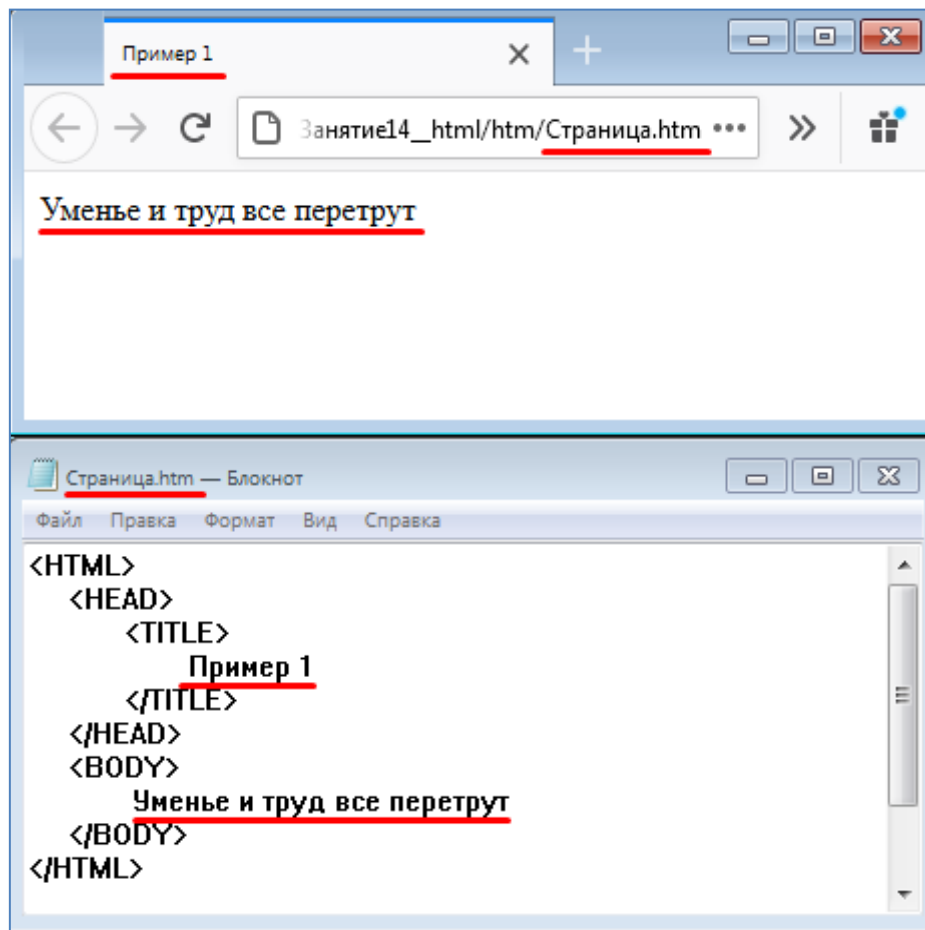 Пример 1
Занятие14__html/htm/Страница.htm
Уменье и труд все перетрут
Страница.htm — Блокнот
Файл Правка Формат Вид Справка
<HTML>
<HEAD>
<TITLE>
Пример 1
</TITLE>
</HEAD>
<BODY>
Уменье и труд все перетрут
</BODY>
</HTML>